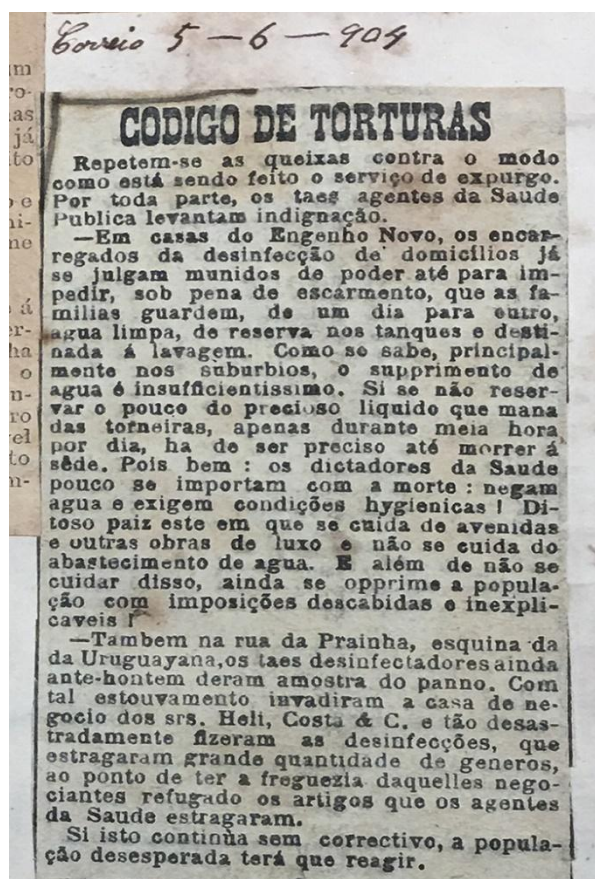 Correio 5 - 6 - 904
CODIGO DE TORTURAS
Repetem-se as queixas contra o modo
como está sendo feito o serviço de expurgo.
Por toda parte, os taes agentes da Saude
Publica levantam indignação.
—Em casas do Engenho Novo, os encar-
regados da desinfecção de domicilios já
se julgam munidos de poder até para im-
pedir, sob pena de escarmento, que as fa-
milias guardem, de um dia para outro,
agua limpa, de reserva nos tanques e desti-
nada á lavagem. Como se sabe, principal-
mente nos suburbios, o supprimento de
agua é insufficientissimo. Si se não reser-
var o pouco do precioso liquido que mana
das torneiras, apenas durante meia hora
por dia, ha de ser preciso até morrer á
sêde. Pois bem : os dictadores da Saude
pouco se importam com a morte : negam
agua e exigem condições hygienicas ! Di-
toso paiz este em que se cuida de avenidas
e outras obras de luxo e não se cuida do
abastecimento de agua. E além de não se
cuidar disso, ainda se opprime a popula-
ção com imposições descabidas e inexpli-
caveis !
—Tambem na rua da Prainha, esquina da
da Uruguayana,os taes desinfectadores ainda
ante-hontem deram amostra do panno. Com
tal estouvamento invadiram a casa de ne-
gocio dos srs. Heli, Costa & C. e tão desas-
tradamente fizeram as desinfecções, que
estragaram grande quantidade de generos,
ao ponto de ter a freguezia daquelles nego-
ciantes refugado os artigos que os agentes
da Saude estragaram.
Si isto continúa sem correctivo, a popula-
ção desesperada terá que reagir.